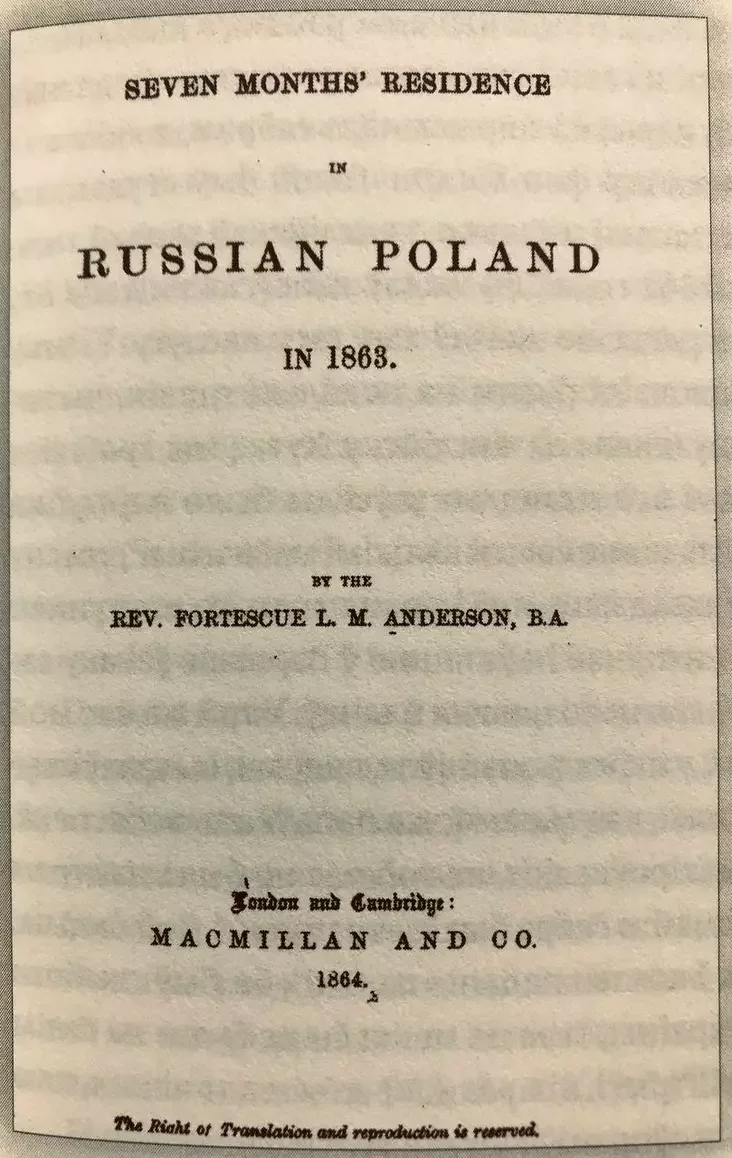 SEVEN MONTHS' RESIDENCE
IN
RUSSIAN POLAND
IN 1863.
BY THE
REV. FORTESCUE L. M. ANDERSON, B.A.
London and Cambridge:
MACMILLAN AND CO.
1864.
The Right of Translation and reproduction is reserved.